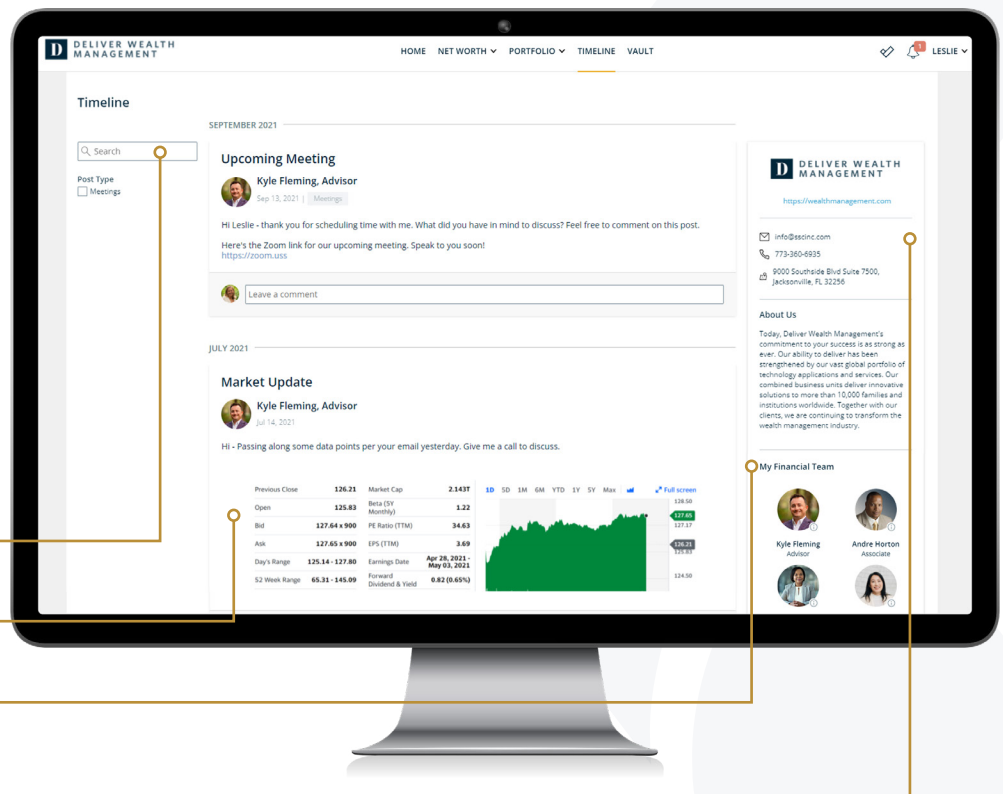 D DELIVER WEALTH
MANAGEMENT
HOME NET WORTH PORTFOLIO TIMELINE VAULT
1 LESLIE
Timeline
Search
Post Type
Meetings
SEPTEMBER 2021
Upcoming Meeting
Kyle Fleming, Advisor
Sep 13, 2021 | Meetings
Hi Leslie - thank you for scheduling time with me. What did you have in mind to discuss? Feel free to comment on this post.
Here's the Zoom link for our upcoming meeting. Speak to you soon!
https://zoom.uss
Leave a comment
JULY 2021
Market Update
Kyle Fleming, Advisor
Jul 14, 2021
Hi - Passing along some data points per your email yesterday. Give me a call to discuss.
Previous Close 126.21
Open 125.83
Bid 127.64 x 900
Ask 127.65 x 900
Day's Range 125.14 - 127.80
52 Week Range 65.31 - 145.09
Market Cap 2.143T
Beta (5Y
Monthly) 1.22
PE Ratio (TTM) 34.63
EPS (TTM) 3.69
Earnings Date Apr 28, 2021 -
May 03, 2021
Forward
Dividend & Yield 0.82 (0.65%)
1D 5D 1M 6M YTD 1Y 5Y Max Full screen
128.50
127.65
127.17
126.21
125.83
124.50
D DELIVER WEALTH
MANAGEMENT
https://wealthmanagement.com
info@sscinc.com
773-360-6935
9000 Southside Blvd Suite 7500,
Jacksonville, FL 32256
About Us
Today, Deliver Wealth Management's
commitment to your success is as strong as
ever. Our ability to deliver has been
strengthened by our vast global portfolio of
technology applications and services. Our
combined business units deliver innovative
solutions to more than 10,000 families and
institutions worldwide. Together with our
clients, we are continuing to transform the
wealth management industry.
My Financial Team
Kyle Fleming
Advisor
Andre Horton
Associate